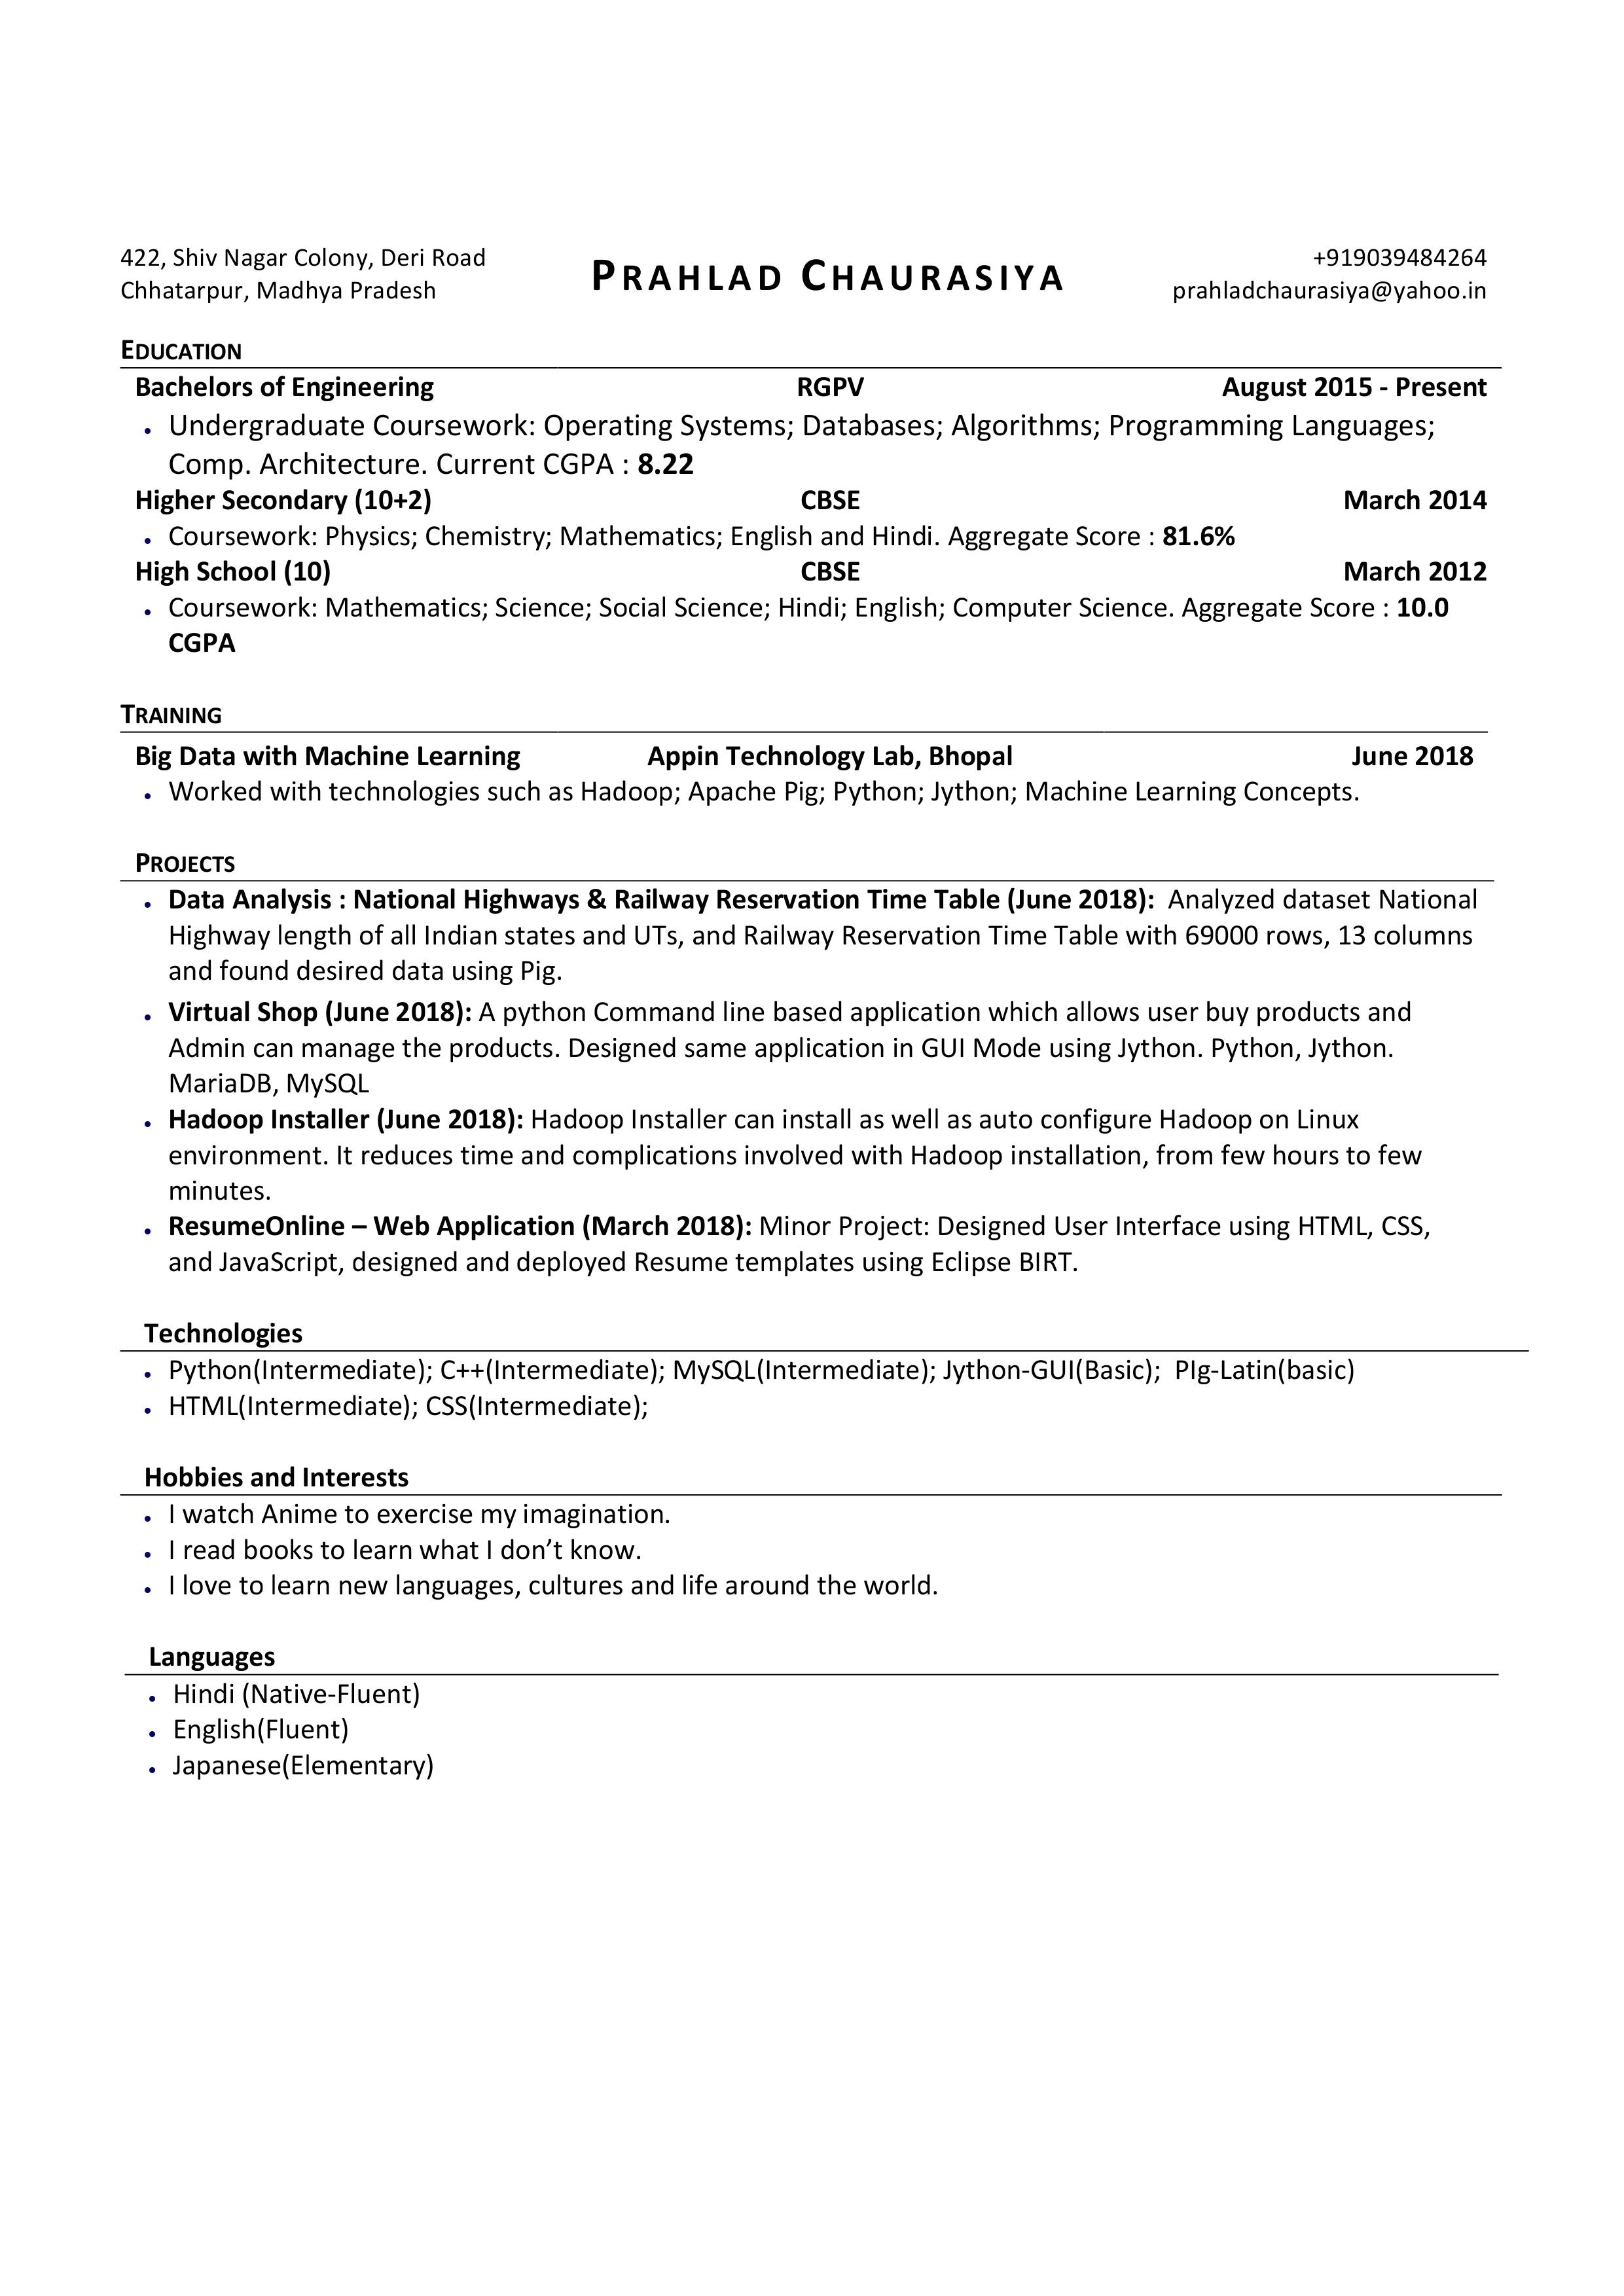 422, Shiv Nagar Colony, Deri Road
Chhatarpur, Madhya Pradesh
PRAHLAD CHAURASIYA
+919039484264
prahladchaurasiya@yahoo.in
EDUCATION
Bachelors of Engineering RGPV August 2015 - Present
• Undergraduate Coursework: Operating Systems; Databases; Algorithms; Programming Languages;
Comp. Architecture. Current CGPA : 8.22
Higher Secondary (10+2) CBSE March 2014
• Coursework: Physics; Chemistry; Mathematics; English and Hindi. Aggregate Score : 81.6%
High School (10) CBSE March 2012
• Coursework: Mathematics; Science; Social Science; Hindi; English; Computer Science. Aggregate Score : 10.0
CGPA
TRAINING
Big Data with Machine Learning Appin Technology Lab, Bhopal June 2018
• Worked with technologies such as Hadoop; Apache Pig; Python; Jython; Machine Learning Concepts.
PROJECTS
• Data Analysis : National Highways & Railway Reservation Time Table (June 2018): Analyzed dataset National
Highway length of all Indian states and UTs, and Railway Reservation Time Table with 69000 rows, 13 columns
and found desired data using Pig.
• Virtual Shop (June 2018): A python Command line based application which allows user buy products and
Admin can manage the products. Designed same application in GUI Mode using Jython. Python, Jython.
MariaDB, MySQL
• Hadoop Installer (June 2018): Hadoop Installer can install as well as auto configure Hadoop on Linux
environment. It reduces time and complications involved with Hadoop installation, from few hours to few
minutes.
• ResumeOnline – Web Application (March 2018): Minor Project: Designed User Interface using HTML, CSS,
and JavaScript, designed and deployed Resume templates using Eclipse BIRT.
Technologies
• Python(Intermediate); C++(Intermediate); MySQL(Intermediate); Jython-GUI(Basic); PIg-Latin(basic)
• HTML(Intermediate); CSS(Intermediate);
Hobbies and Interests
• I watch Anime to exercise my imagination.
• I read books to learn what I don’t know.
• I love to learn new languages, cultures and life around the world.
Languages
• Hindi (Native-Fluent)
• English(Fluent)
• Japanese(Elementary)